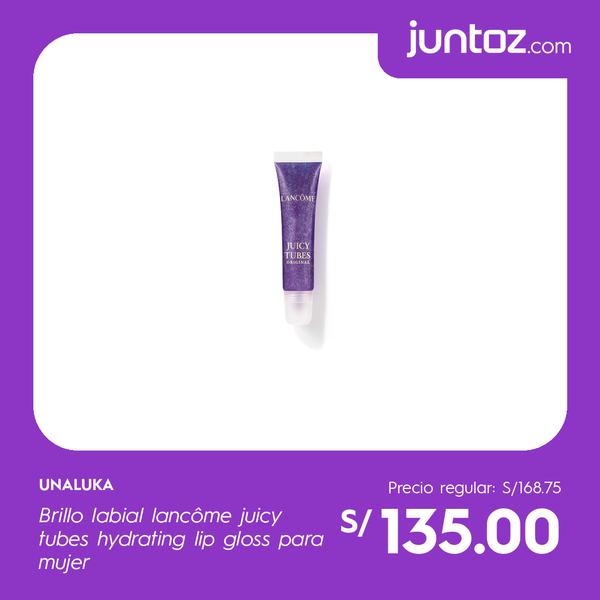 juntoz.com
LANCÔME
JUICY
TUBES
ORIGINAL
UNALUKA
Brillo labial lancôme juicy
tubes hydrating lip gloss para
mujer
Precio regular: S/168.75
S/135.00